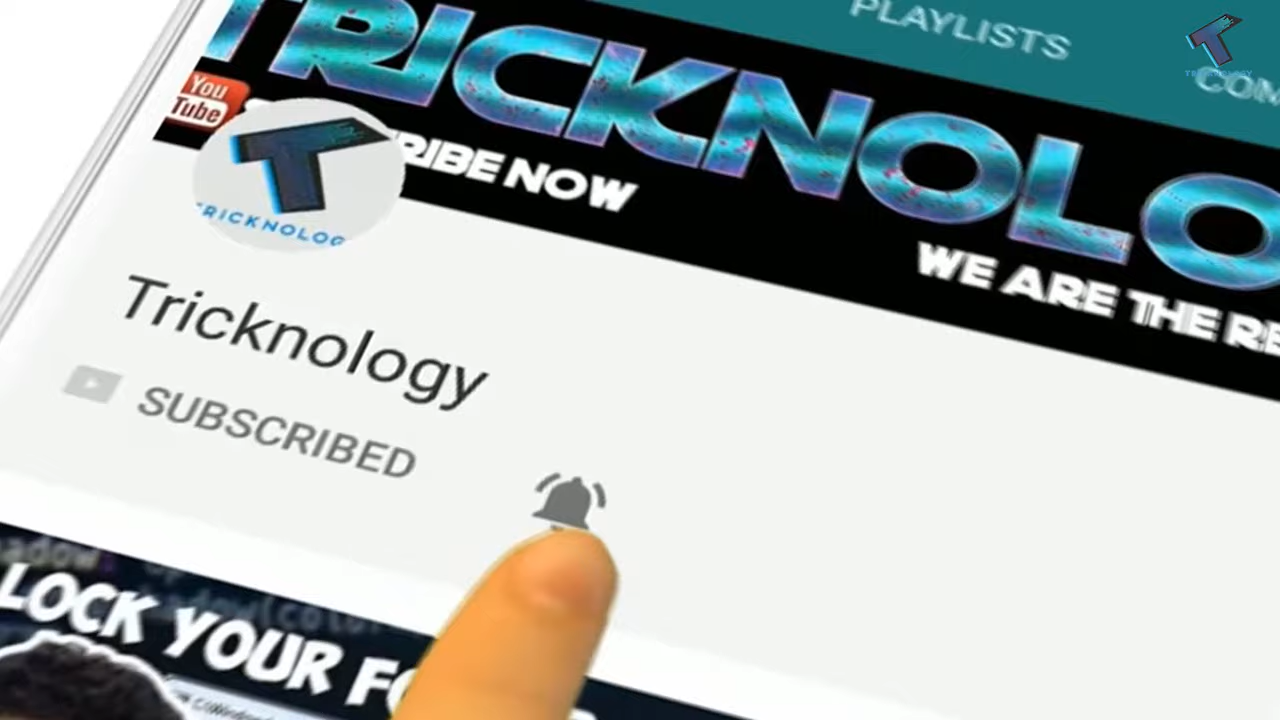 PLAYLISTS
TRICKNOLO
You
Tube
RIBE NOW
WE ARE THE RE
TRICKNOLOG
Tricknology
SUBSCRIBED
LOCK YOUR F